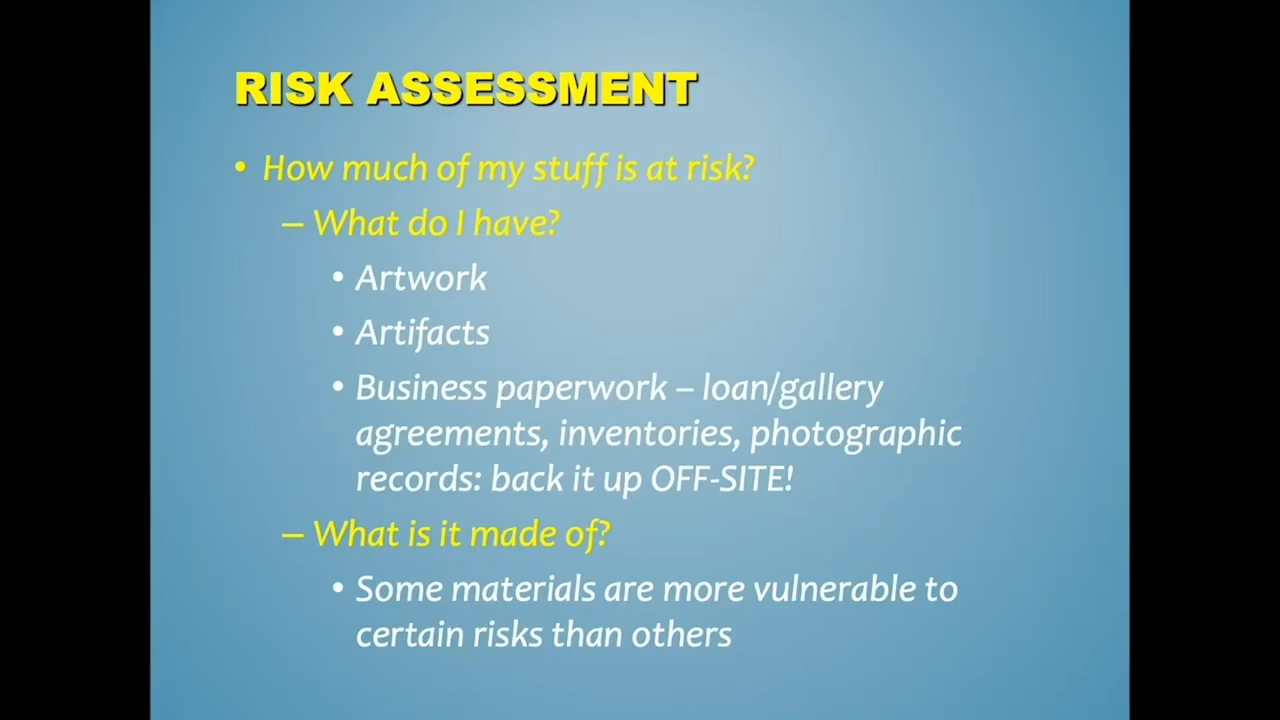 RISK ASSESSMENT
• How much of my stuff is at risk?
– What do I have?
• Artwork
• Artifacts
• Business paperwork – loan/gallery
agreements, inventories, photographic
records: back it up OFF-SITE!
– What is it made of?
• Some materials are more vulnerable to
certain risks than others